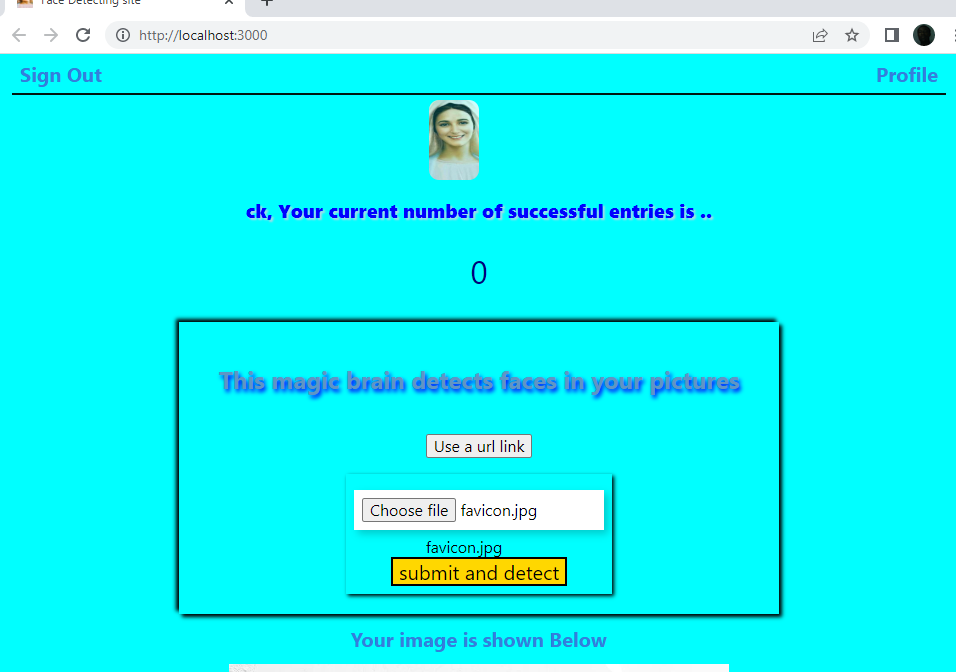 Face Detecting site
http://localhost:3000
Sign Out
Profile
ck, Your current number of successful entries is ..
0
This magic brain detects faces in your pictures
Use a url link
Choose file favicon.jpg
favicon.jpg
submit and detect
Your image is shown Below